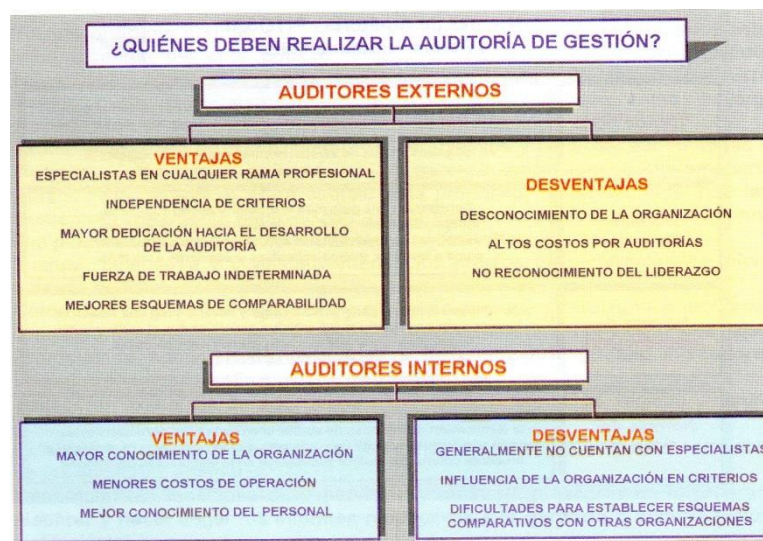 ¿QUIÉNES DEBEN REALIZAR LA AUDITORÍA DE GESTIÓN?
AUDITORES EXTERNOS
VENTAJAS
ESPECIALISTAS EN CUALQUIER RAMA PROFESIONAL
INDEPENDENCIA DE CRITERIOS
MAYOR DEDICACIÓN HACIA EL DESARROLLO
DE LA AUDITORÍA
FUERZA DE TRABAJO INDETERMINADA
MEJORES ESQUEMAS DE COMPARABILIDAD
DESVENTAJAS
DESCONOCIMIENTO DE LA ORGANIZACIÓN
ALTOS COSTOS POR AUDITORÍAS
NO RECONOCIMIENTO DEL LIDERAZGO
AUDITORES INTERNOS
VENTAJAS
MAYOR CONOCIMIENTO DE LA ORGANIZACIÓN
MENORES COSTOS DE OPERACIÓN
MEJOR CONOCIMIENTO DEL PERSONAL
DESVENTAJAS
GENERALMENTE NO CUENTAN CON ESPECIALISTAS
INFLUENCIA DE LA ORGANIZACIÓN EN CRITERIOS
DIFICULTADES PARA ESTABLECER ESQUEMAS
COMPARATIVOS CON OTRAS ORGANIZACIONES